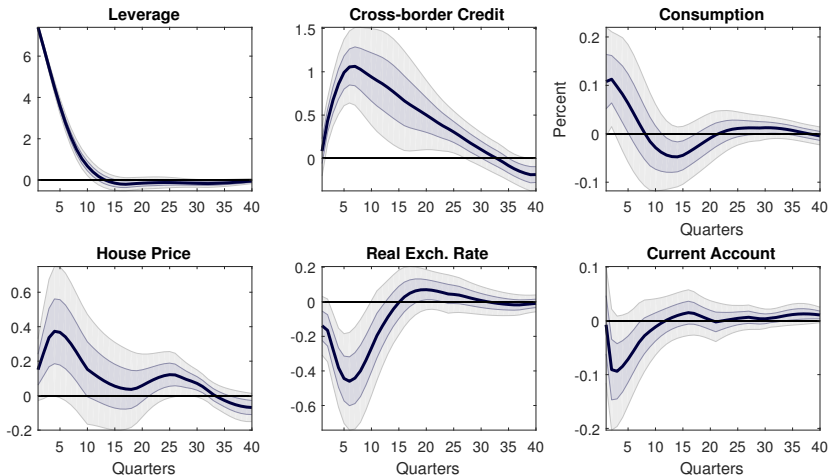 Leverage
Cross-border Credit
Consumption
6
4
2
0
1.5
1
0.5
0
Percent
0.2
0.1
0
-0.1
5 10 15 20 25 30 35 40
5 10 15 20 25 30 35 40
5 10 15 20 25 30 35 40
Quarters
House Price
Real Exch. Rate
Current Account
0.6
0.4
0.2
0
-0.2
0.2
0
-0.2
-0.4
-0.6
0.1
0
-0.1
-0.2
5 10 15 20 25 30 35 40
5 10 15 20 25 30 35 40
5 10 15 20 25 30 35 40
Quarters
Quarters
Quarters